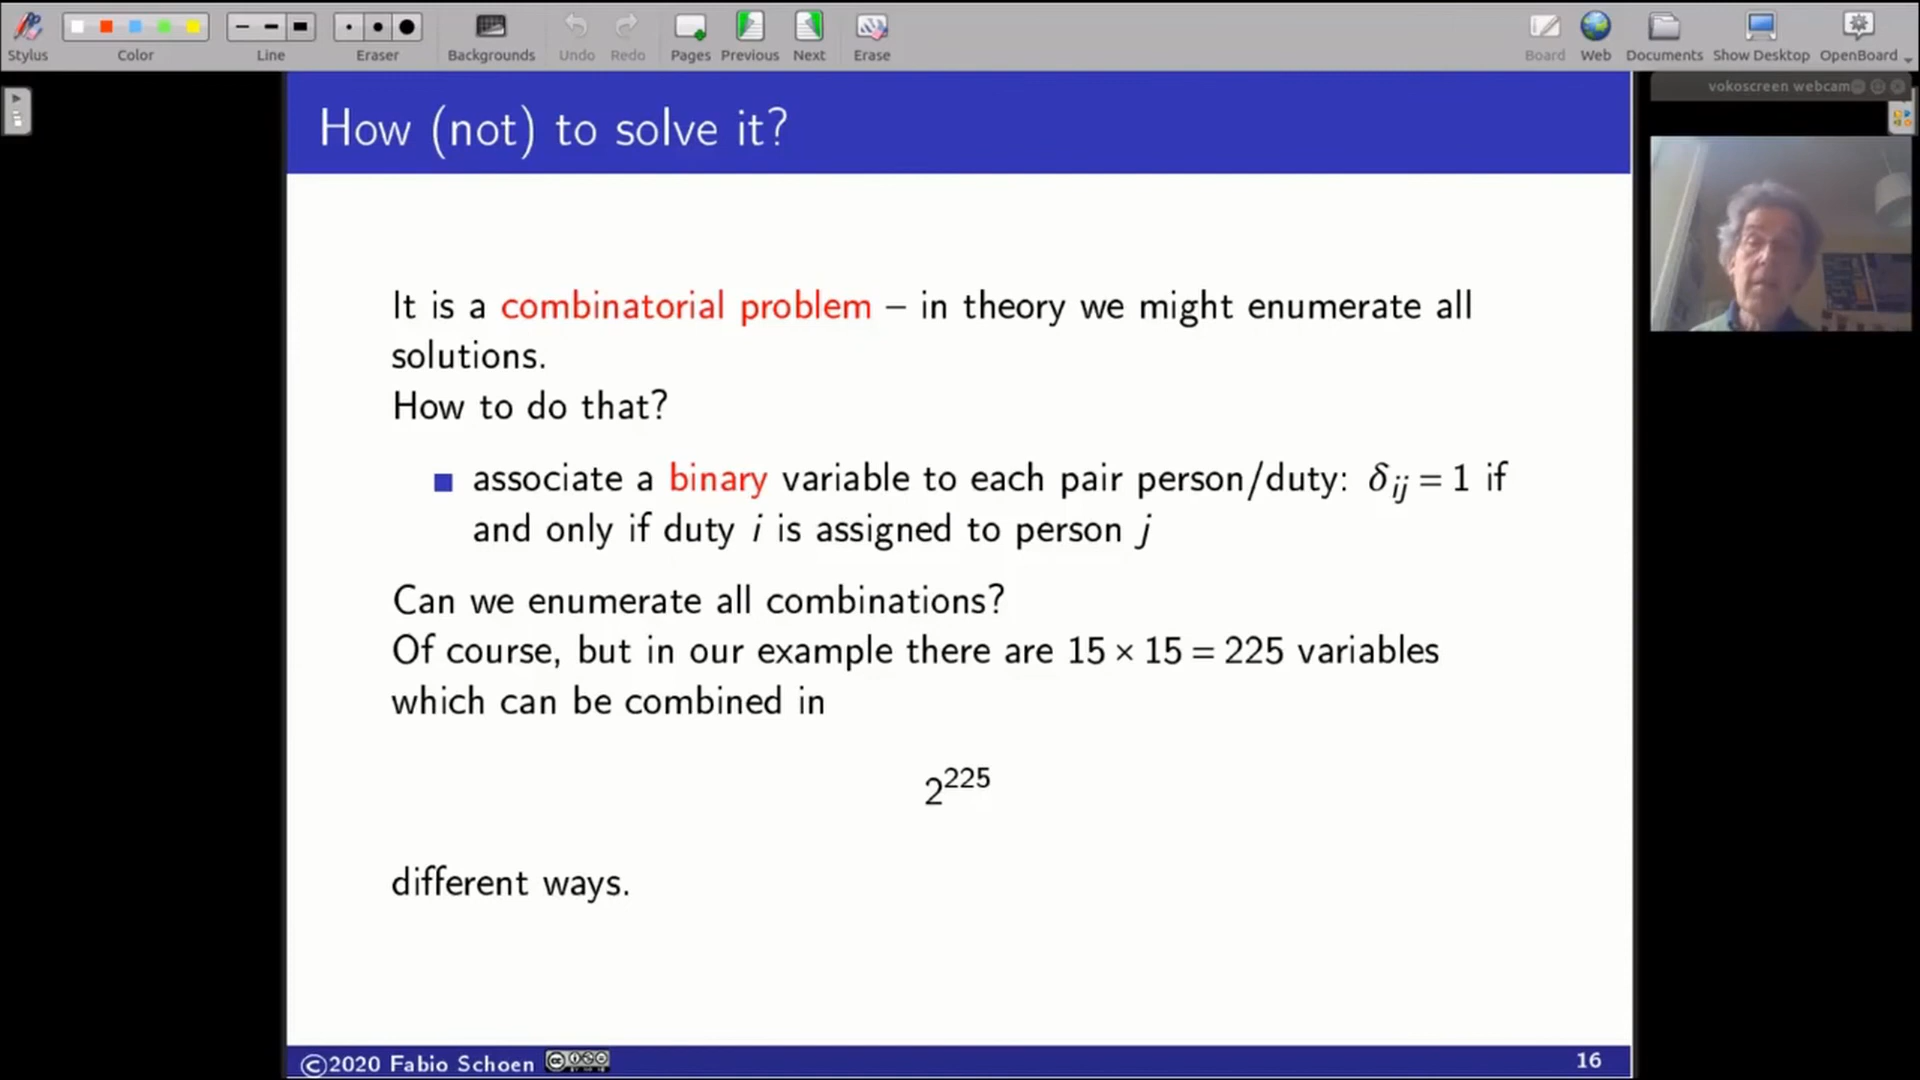 Stylus Color Line Eraser Backgrounds Undo Redo Pages Previous Next Erase Board Web Documents Show Desktop OpenBoard
vokoscreen webcam
How (not) to solve it?
It is a combinatorial problem – in theory we might enumerate all
solutions.
How to do that?
associate a binary variable to each pair person/duty: δij = 1 if
and only if duty i is assigned to person j
Can we enumerate all combinations?
Of course, but in our example there are 15 × 15 = 225 variables
which can be combined in
2^225
different ways.
©2020 Fabio Schoen
16